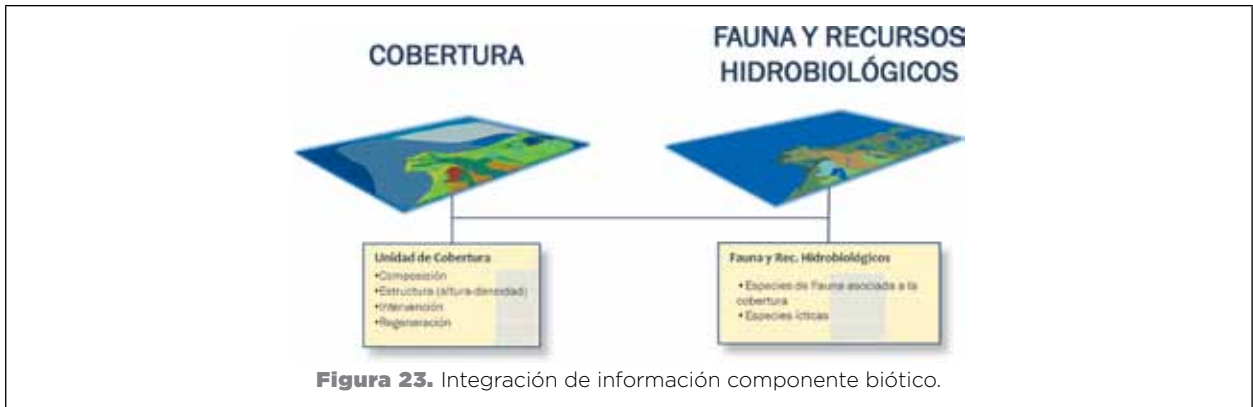 COBERTURA
FAUNA Y RECURSOS
HIDROBIOLÓGICOS
Unidad de Cobertura
•Composición
•Estructura (altura-densidad)
•Intervención
•Regeneración
Fauna y Rec. Hidrobiológicos
• Especies de Fauna asociada a la
cobertura
• Especies ícticas
Figura 23. Integración de información componente biótico.